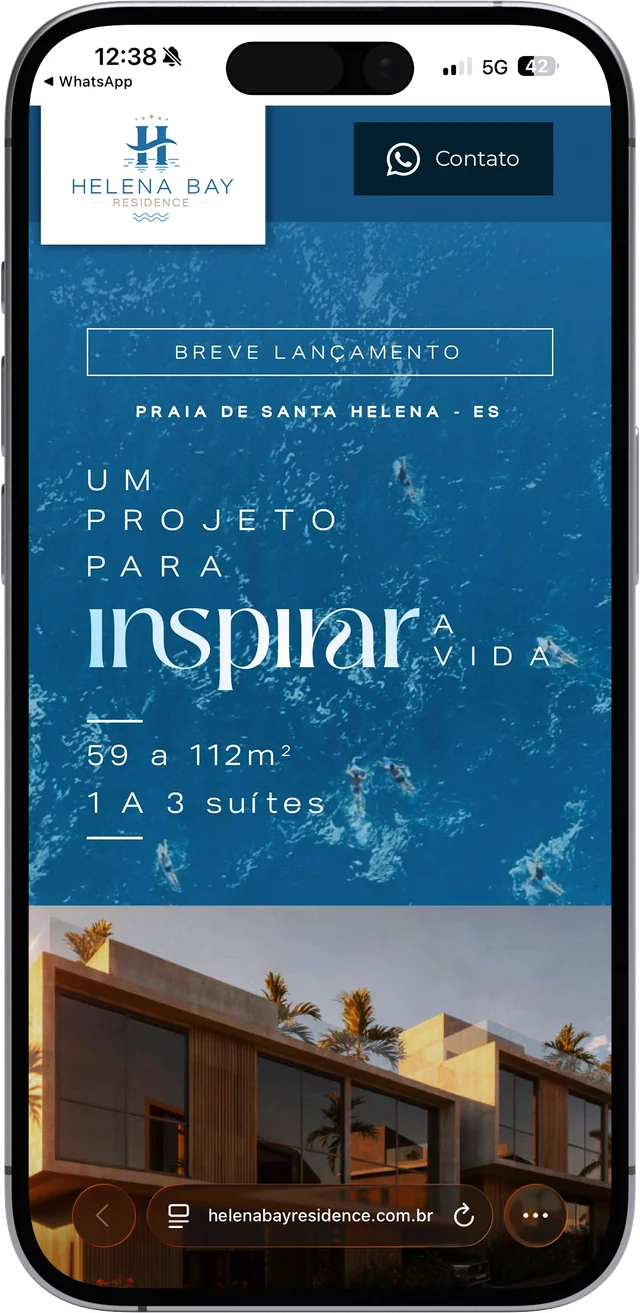 12:38
WhatsApp
5G
42
H
HELENA BAY
RESIDENCE
Contato
BREVE LANÇAMENTO
PRAIA DE SANTA HELENA - ES
UM
PROJETO
PARA
inspirar A
VIDA
59 a 112m²
1 A 3 suítes
helenabayresidence.com.br